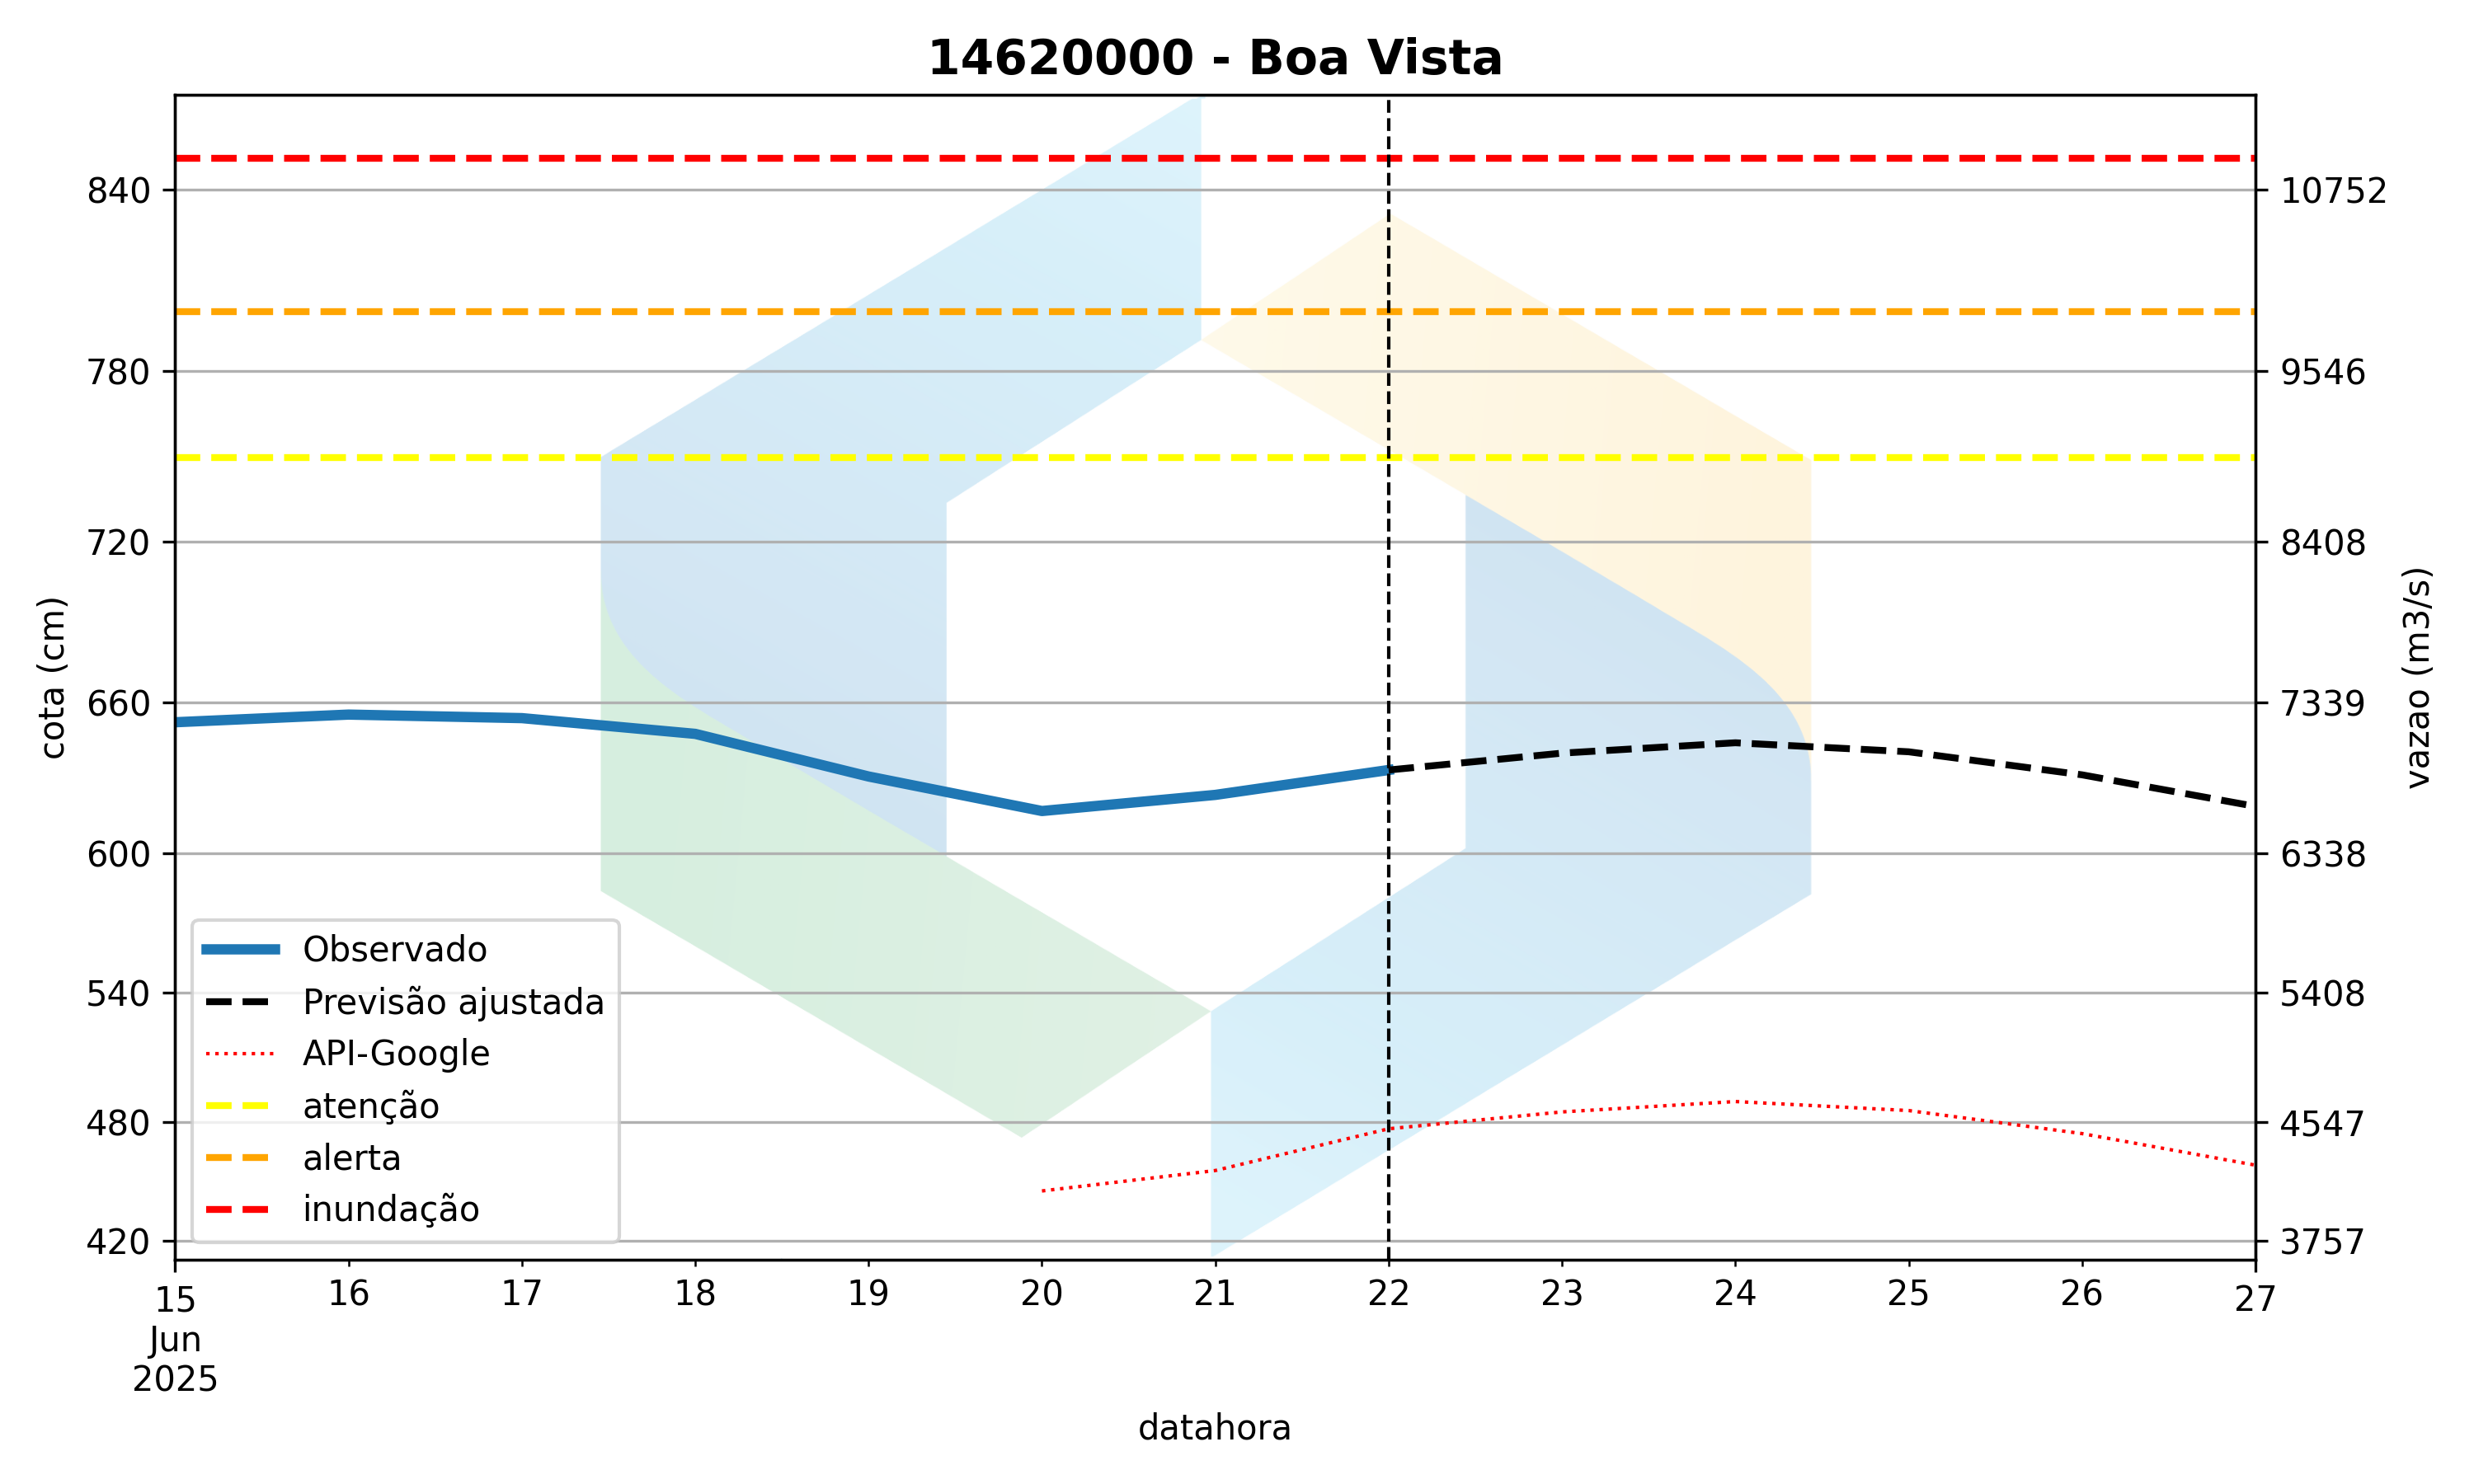 14620000 - Boa Vista
840
780
720
660
600
540
480
420
cota (cm)
10752
9546
8408
7339
6338
5408
4547
3757
vazao (m3/s)
Observado
Previsão ajustada
API-Google
atenção
alerta
inundação
15 16 17 18 19 20 21 22 23 24 25 26 27
Jun
2025
datahora